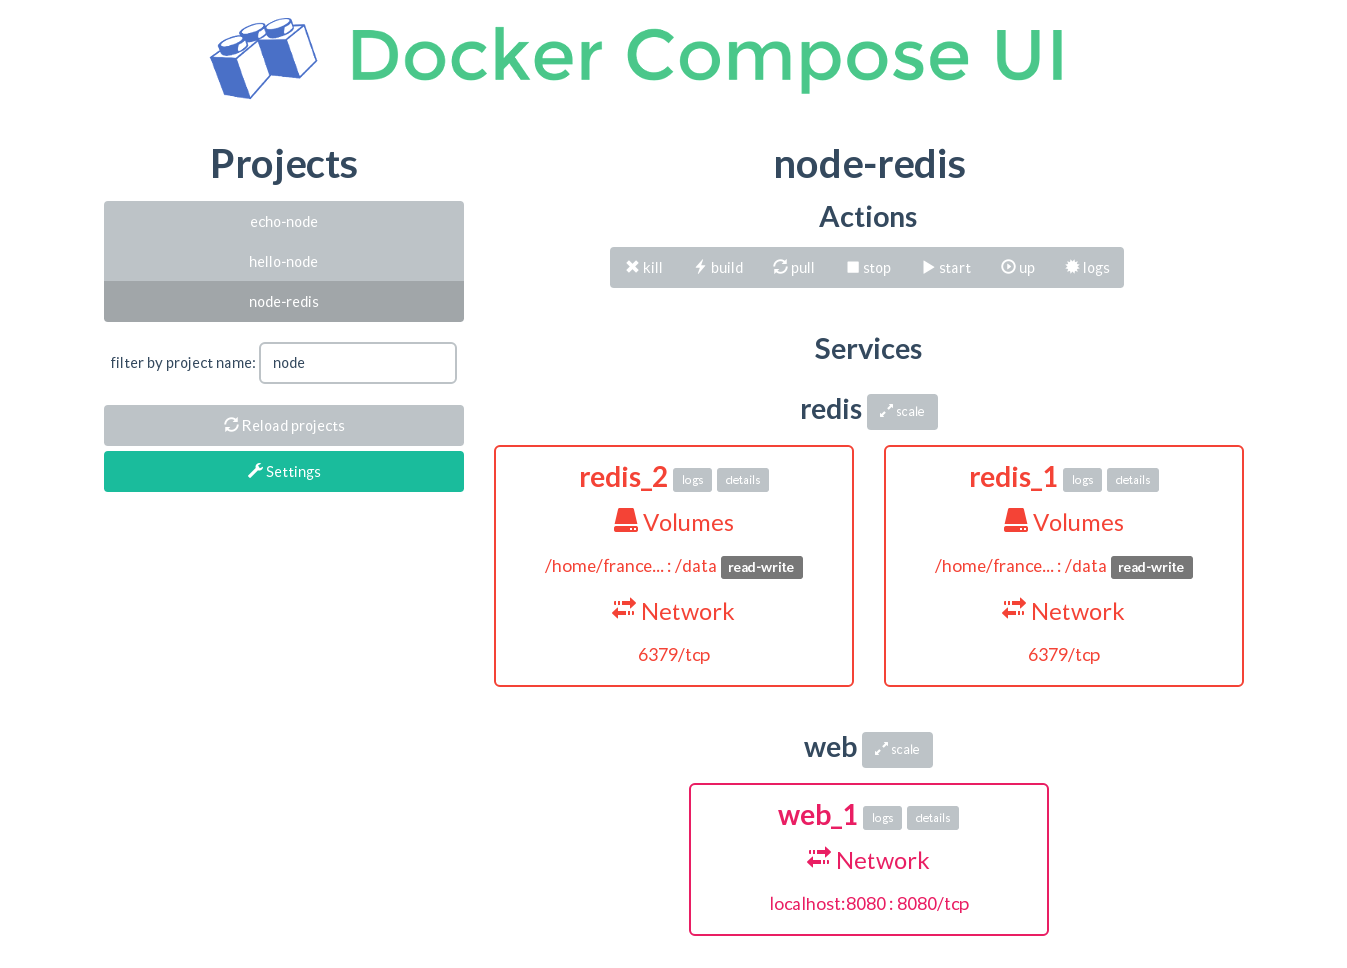 Docker Compose UI
Projects
echo-node
hello-node
node-redis
filter by project name: node
Reload projects
Settings
node-redis
Actions
kill build pull stop start up logs
Services
redis scale
redis_2 logs details
Volumes
/home/france... : /data read-write
Network
6379/tcp
redis_1 logs details
Volumes
/home/france... : /data read-write
Network
6379/tcp
web scale
web_1 logs details
Network
localhost:8080 : 8080/tcp